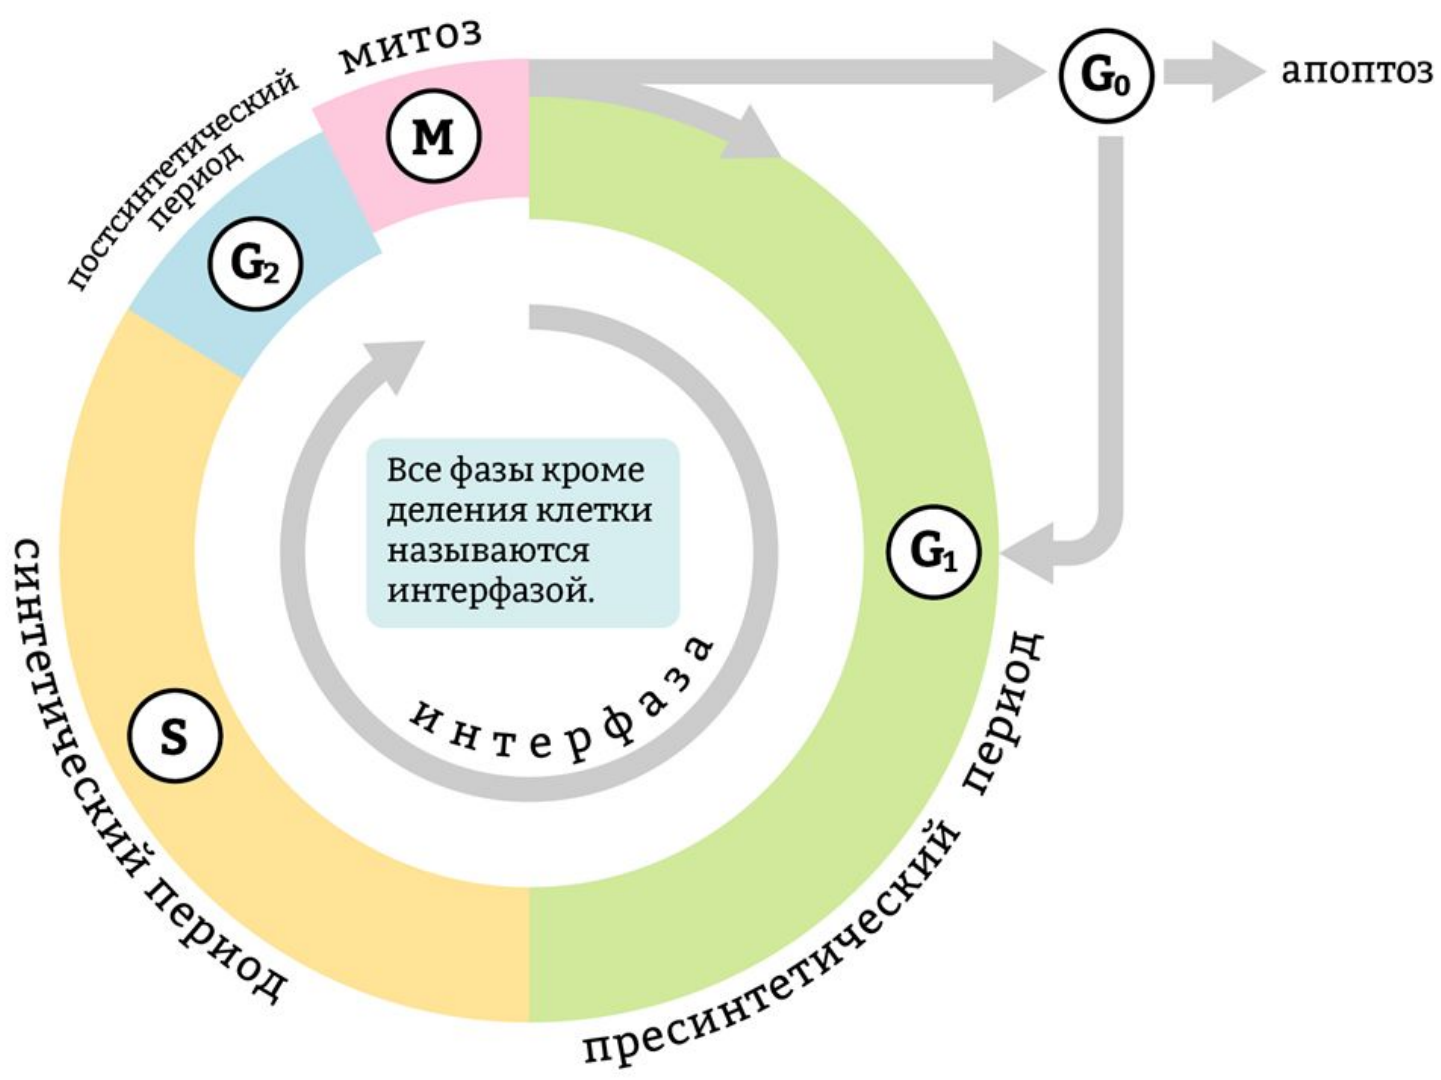 митоз
M
G₀
апоптоз
постсинтетический
период
G₂
Все фазы кроме
деления клетки
называются
интерфазой.
G₁
интерфаза
S
синтетический период
пресинтетический период